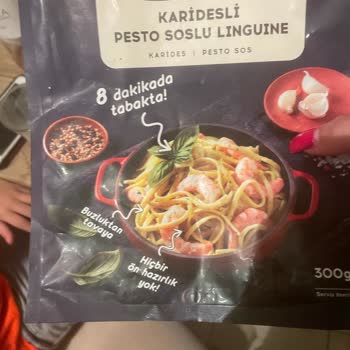 KARİDESLİ
PESTO SOSLU LINGUINE
KARİDES | PESTO SOS
8 dakikada
tabakta!
Buzluktan
tavaya
Hiçbir
ön hazırlık
yok!
300g
Servis